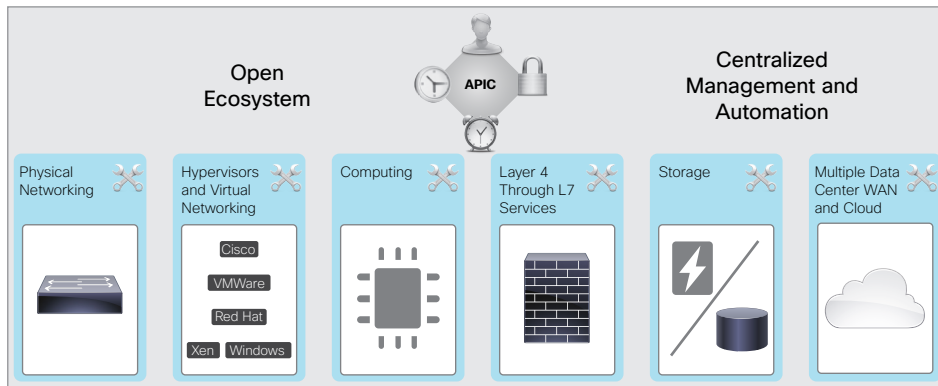 Open
Ecosystem
APIC
Centralized
Management and
Automation
Physical
Networking
Hypervisors
and Virtual
Networking
Cisco
VMWare
Red Hat
Xen Windows
Computing
Layer 4
Through L7
Services
Storage
Multiple Data
Center WAN
and Cloud